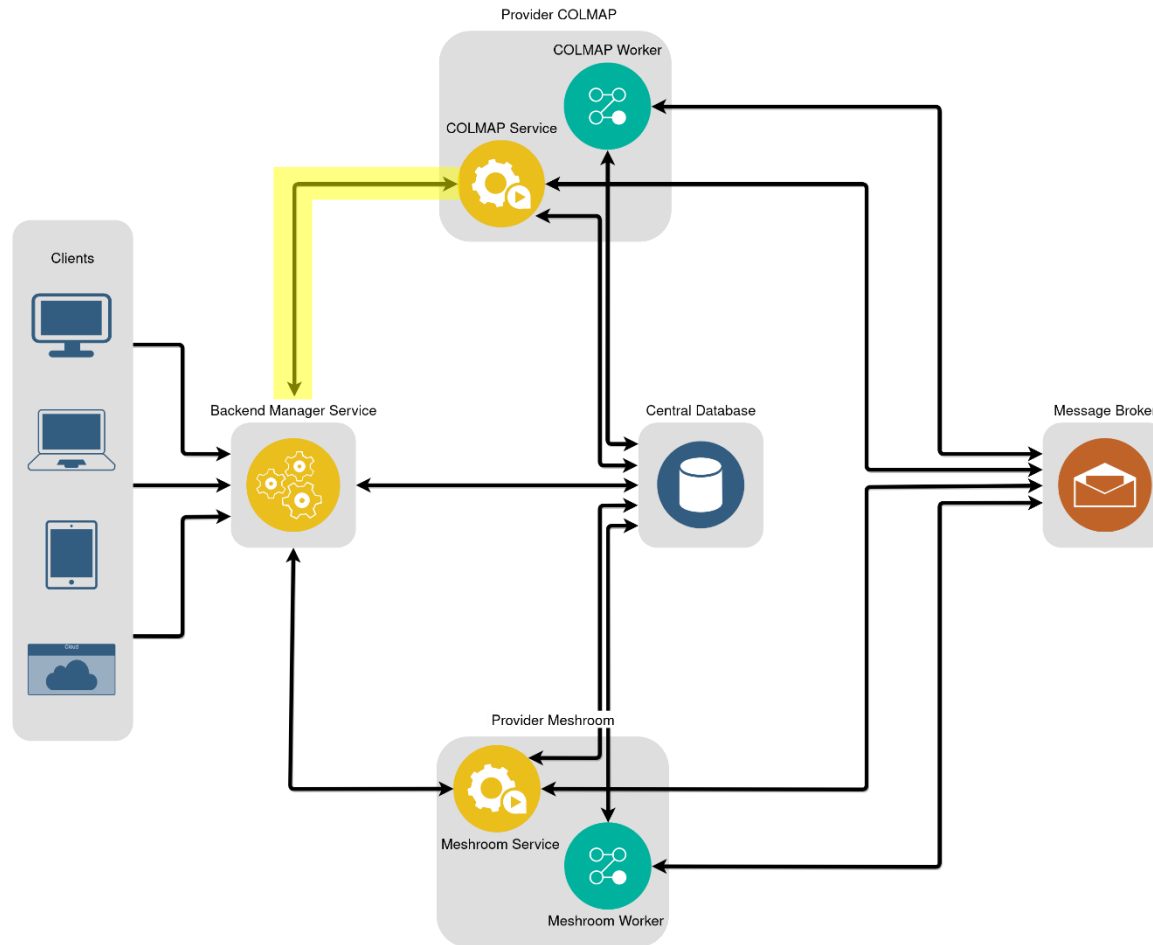 Provider COLMAP
COLMAP Worker
COLMAP Service
Clients
Cloud
Backend Manager Service
Central Database
Message Broker
Provider Meshroom
Meshroom Service
Meshroom Worker